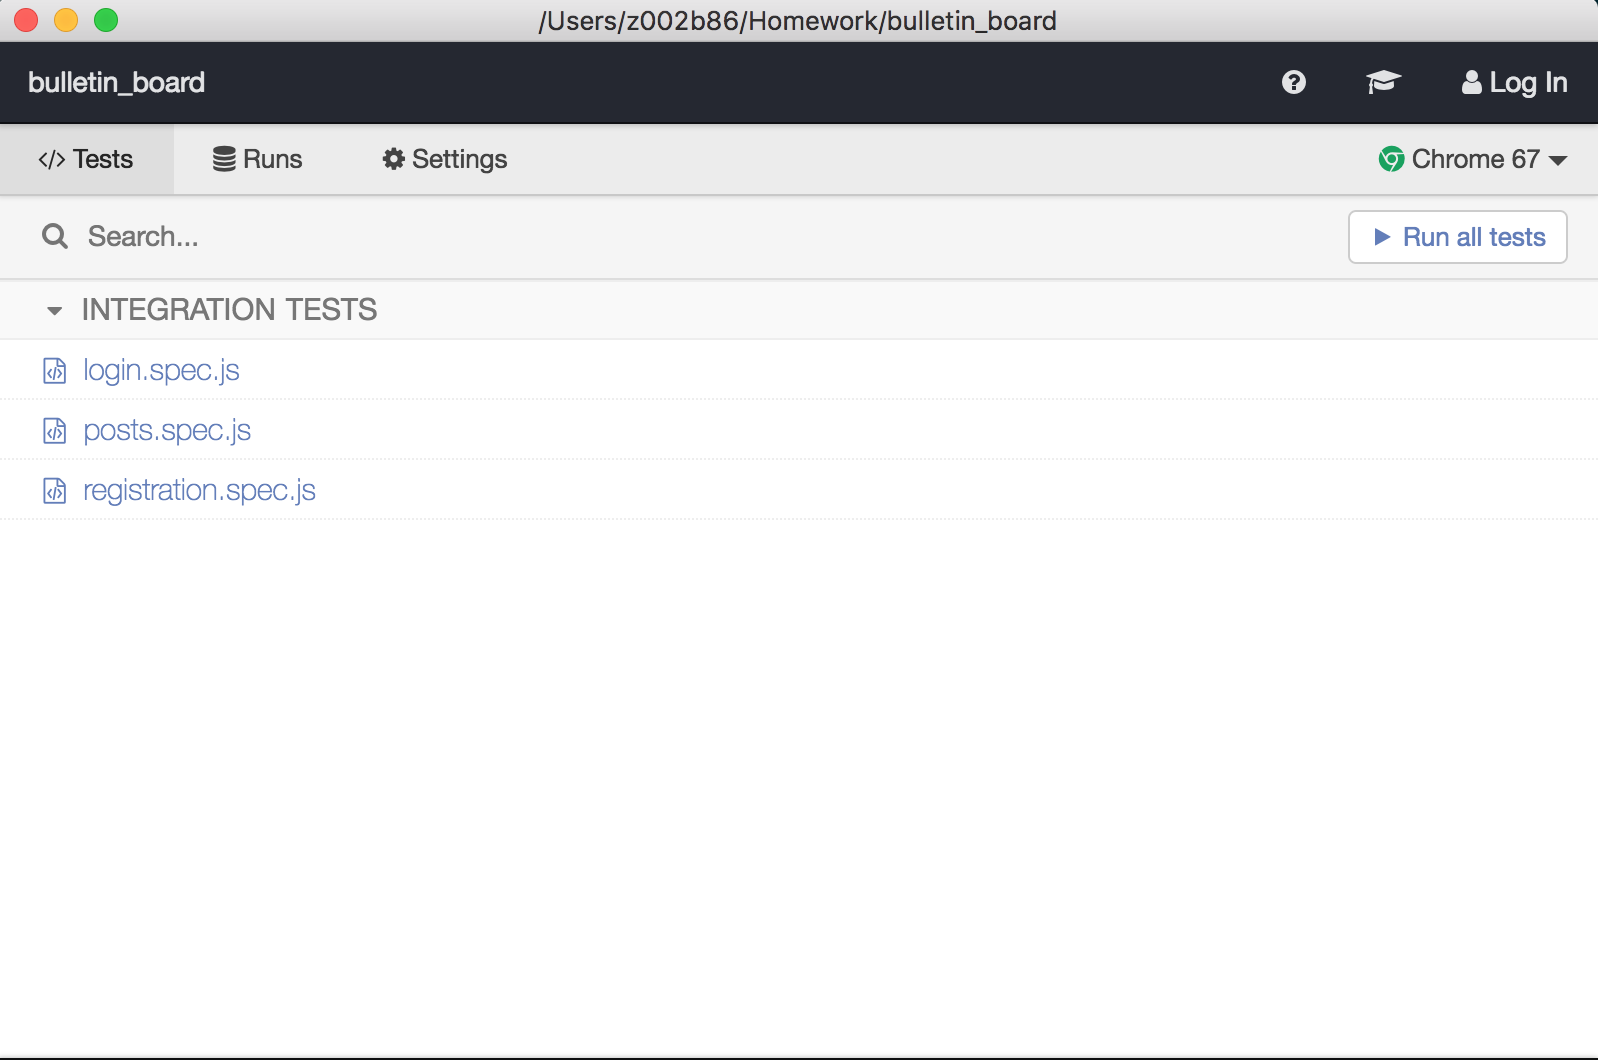 /Users/z002b86/Homework/bulletin_board
bulletin_board
Log In
Tests Runs Settings Chrome 67
Search...
Run all tests
INTEGRATION TESTS
login.spec.js
posts.spec.js
registration.spec.js